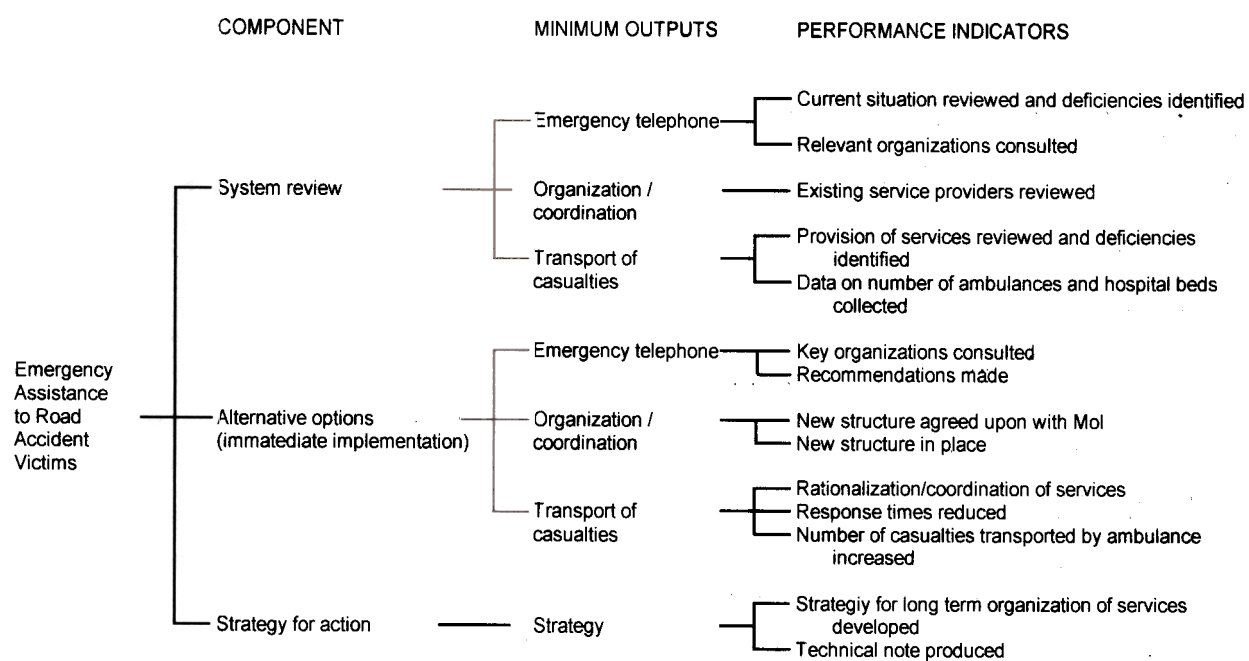 COMPONENT
MINIMUM OUTPUTS
PERFORMANCE INDICATORS
Emergency
Assistance
to Road
Accident
Victims
System review
Emergency telephone
Current situation reviewed and deficiencies identified
Relevant organizations consulted
Organization /
coordination
Existing service providers reviewed
Transport of
casualties
Provision of services reviewed and deficiencies
identified
Data on number of ambulances and hospital beds
collected
Alternative options
(immatediate implementation)
Emergency telephone
Key organizations consulted
Recommendations made
Organization /
coordination
New structure agreed upon with MoI
New structure in place
Transport of
casualties
Rationalization/coordination of services
Response times reduced
Number of casualties transported by ambulance
increased
Strategy for action
Strategy
Strategiy for long term organization of services
developed
Technical note produced